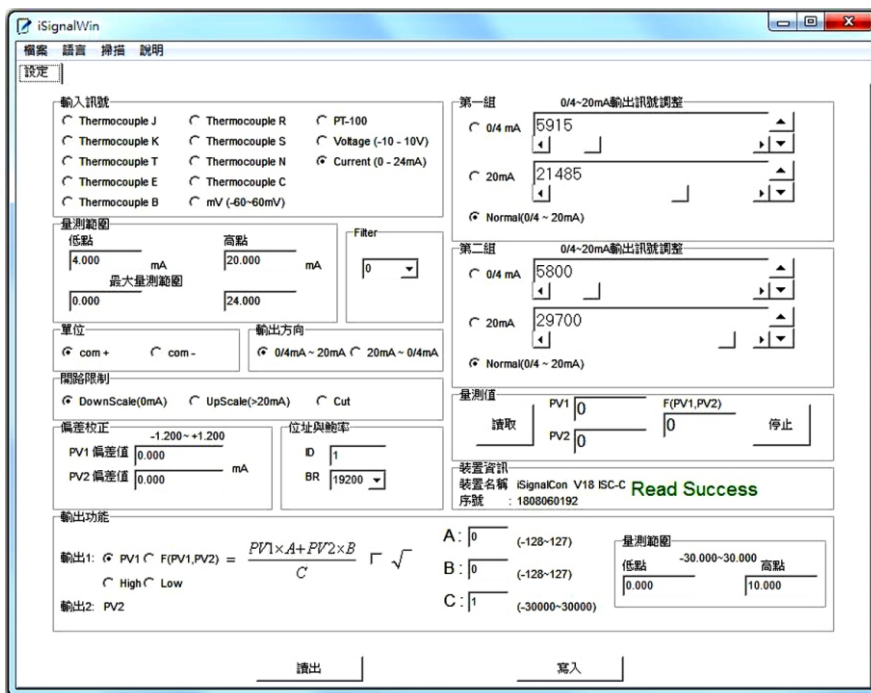 iSignalWin
檔案 語言 掃描 說明
設定
輸入訊號
Thermocouple J Thermocouple R PT-100
Thermocouple K Thermocouple S Voltage (-10 - 10V)
Thermocouple T Thermocouple N Current (0 - 24mA)
Thermocouple E Thermocouple C
Thermocouple B mV (-60~60mV)
量測範圍
低點 高點
4.000 mA 20.000 mA
最大量測範圍
0.000 24.000
Filter
0
單位
com + com -
輸出方向
0/4mA ~ 20mA 20mA ~ 0/4mA
開路限制
DownScale(0mA) UpScale(>20mA) Cut
偏差校正
-1.200~ +1.200
PV1 偏差值 0.000
PV2 偏差值 0.000 mA
位址與鮑率
ID 1
BR 19200
第一組 0/4~20mA輸出訊號調整
0/4 mA 5915
20mA 21485
Normal(0/4 ~ 20mA)
第二組 0/4~20mA輸出訊號調整
0/4 mA 5800
20mA 29700
Normal(0/4 ~ 20mA)
量測值
讀取 PV1 0 F(PV1,PV2) 0 停止
PV2 0
裝置資訊
裝置名稱 iSignalCon V18 ISC-C Read Success
序號 : 1808060192
輸出功能
輸出1: PV1 F(PV1,PV2) = PV1×A+PV2×B / C √
High Low
輸出2: PV2
A : 0 (-128~127)
B : 0 (-128~127)
C : 1 (-30000~30000)
量測範圍
-30.000~30.000
低點 高點
0.000 10.000
讀出 寫入